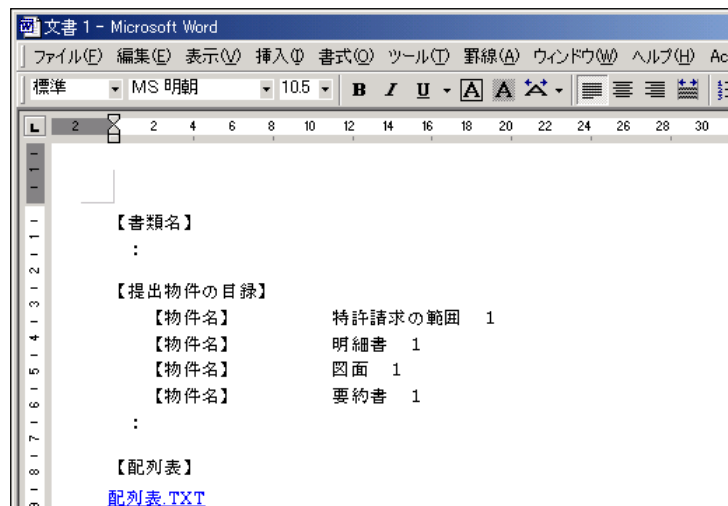 文書 1 - Microsoft Word
ファイル(F) 編集(E) 表示(V) 挿入(I) 書式(O) ツール(T) 罫線(A) ウィンドウ(W) ヘルプ(H) Ac
標準 MS 明朝 10.5 B I U A A
L 2 2 4 6 8 10 12 14 16 18 20 22 24 26 28 30
【書類名】
：
【提出物件の目録】
【物件名】 特許請求の範囲 1
【物件名】 明細書 1
【物件名】 図面 1
【物件名】 要約書 1
：
【配列表】
配列表.TXT